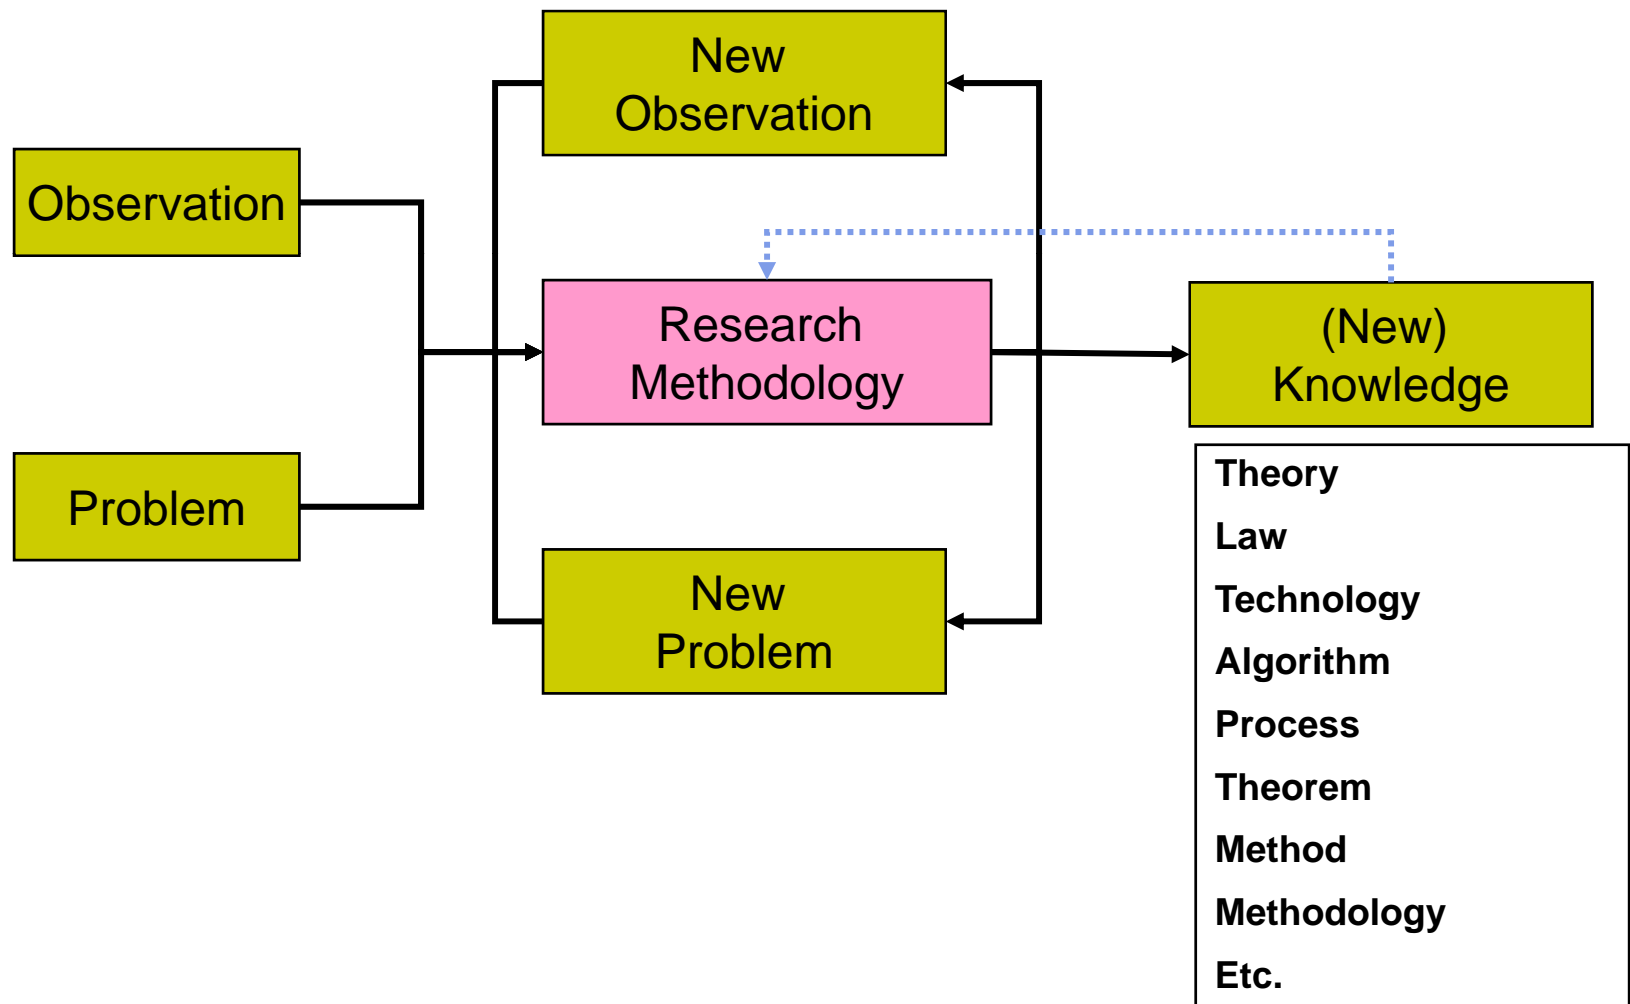 New
Observation
Observation
Research
Methodology
(New)
Knowledge
Problem
New
Problem
Theory
Law
Technology
Algorithm
Process
Theorem
Method
Methodology
Etc.